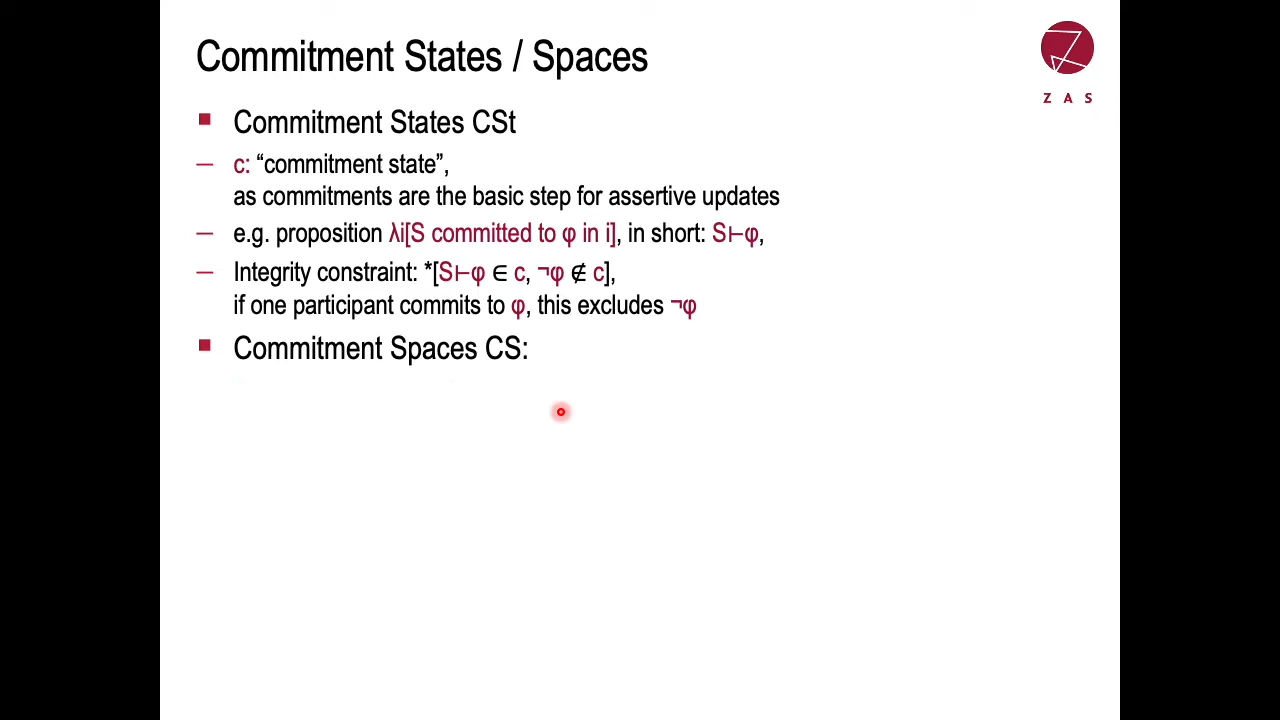 Commitment States / Spaces
Z A S
Commitment States CSt
c: “commitment state”,
as commitments are the basic step for assertive updates
e.g. proposition λi[S committed to φ in i], in short: S⊢φ,
Integrity constraint: *[S⊢φ ∈ c, ¬φ ∉ c],
if one participant commits to φ, this excludes ¬φ
Commitment Spaces CS: